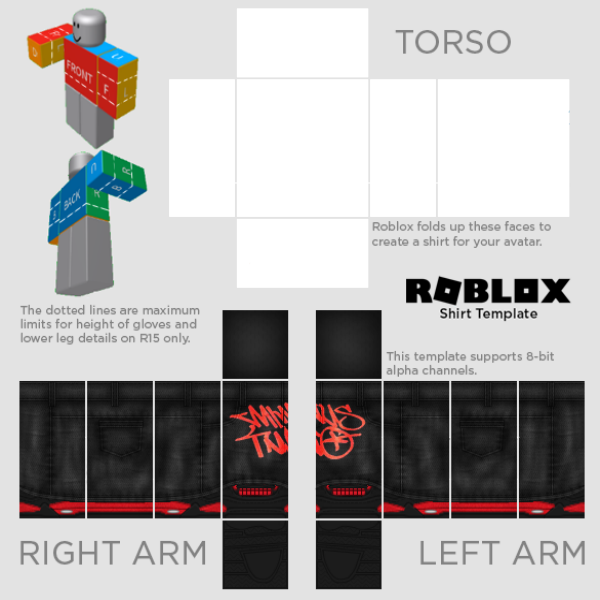 TORSO
FRONT
F
L
D
R
BACK
Roblox folds up these faces to
create a shirt for your avatar.
ROBLOX
Shirt Template
The dotted lines are maximum
limits for height of gloves and
lower leg details on R15 only.
This template supports 8-bit
alpha channels.
RIGHT ARM
LEFT ARM